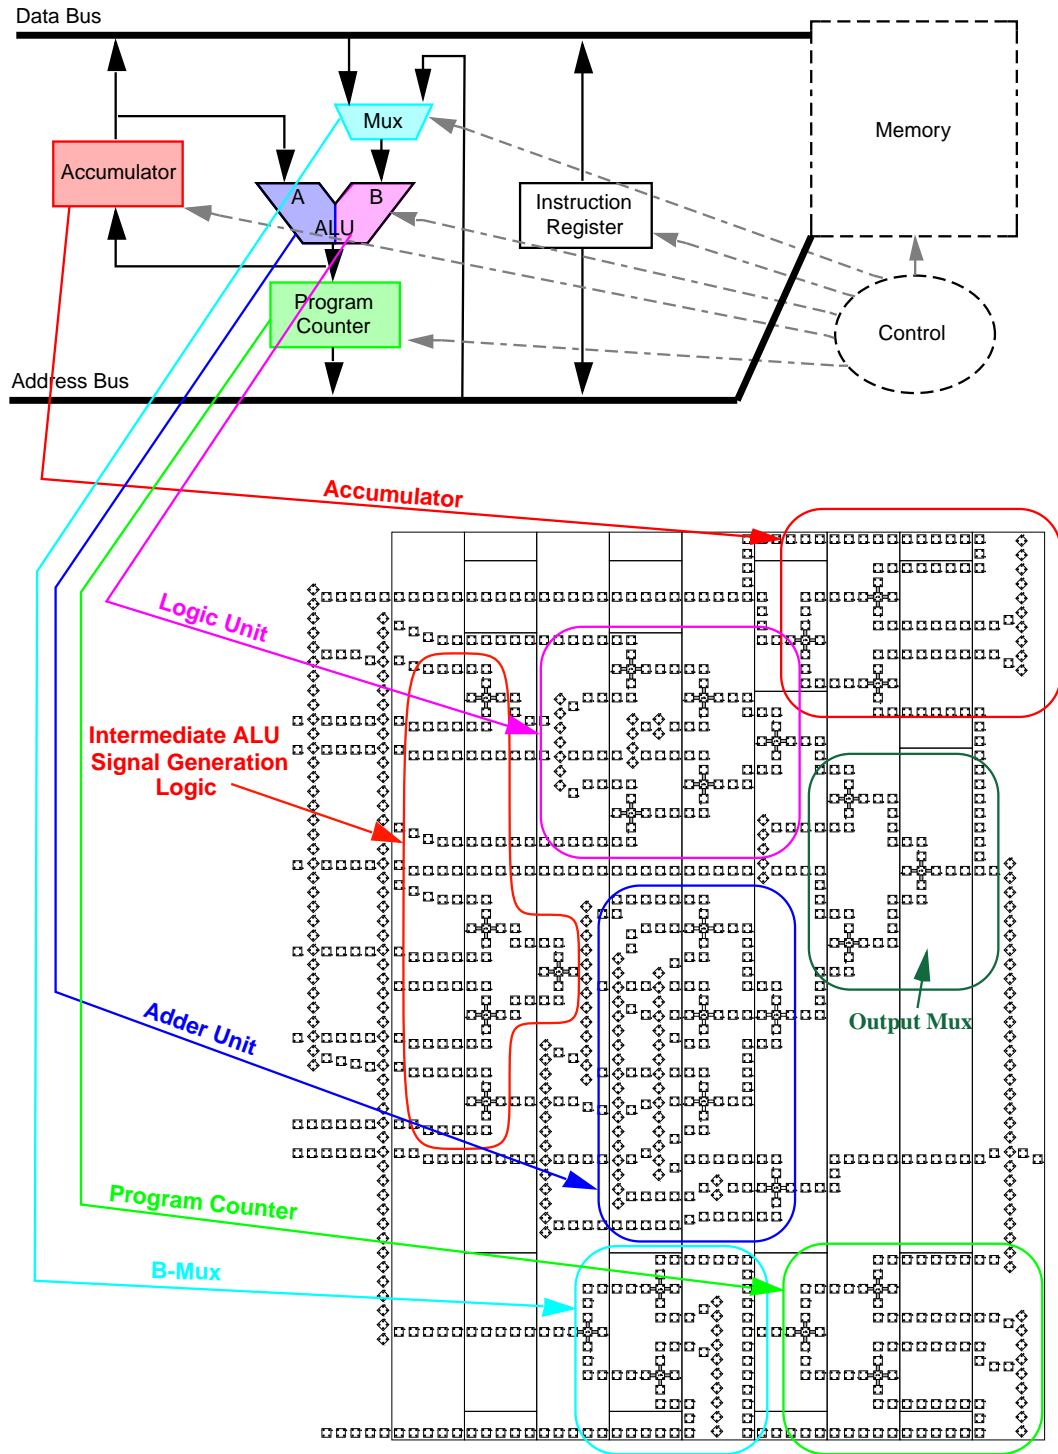 Data Bus
Mux
Memory
Accumulator
A
B
ALU
Instruction
Register
Program
Counter
Control
Address Bus
Accumulator
Logic Unit
Intermediate ALU
Signal Generation
Logic
Output Mux
Adder Unit
Program Counter
B-Mux